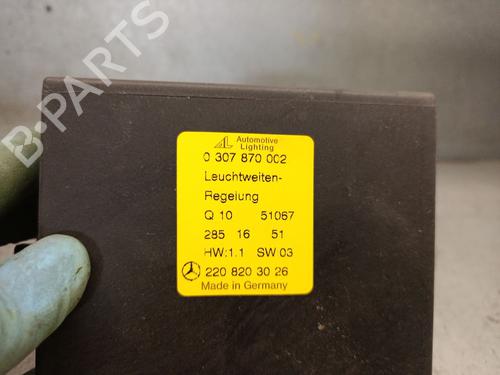 AL Automotive Lighting
0 307 870 002
Leuchtweiten-
Regelung
Q 10 51067
285 16 51
HW:1.1 SW 03
220 820 30 26
Made in Germany
B-PARTS